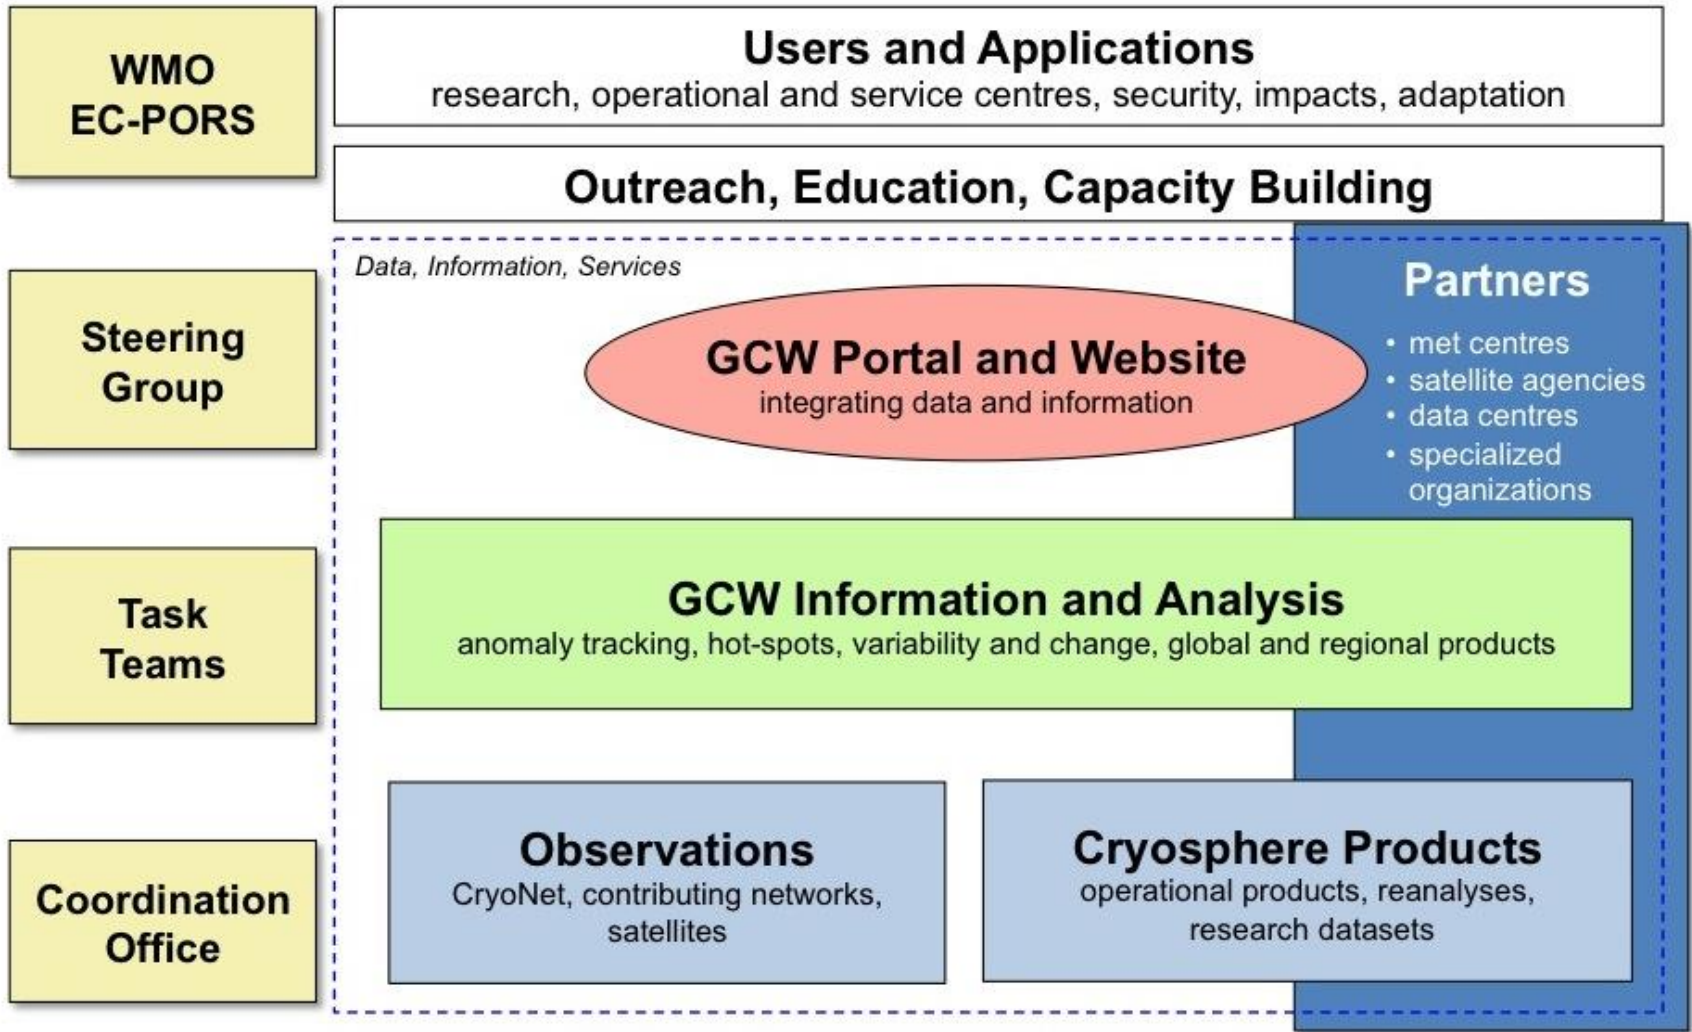 WMO
EC-PORS
Users and Applications
research, operational and service centres, security, impacts, adaptation
Outreach, Education, Capacity Building
Steering
Group
Data, Information, Services
GCW Portal and Website
integrating data and information
Partners
• met centres
• satellite agencies
• data centres
• specialized
organizations
Task
Teams
GCW Information and Analysis
anomaly tracking, hot-spots, variability and change, global and regional products
Coordination
Office
Observations
CryoNet, contributing networks,
satellites
Cryosphere Products
operational products, reanalyses,
research datasets